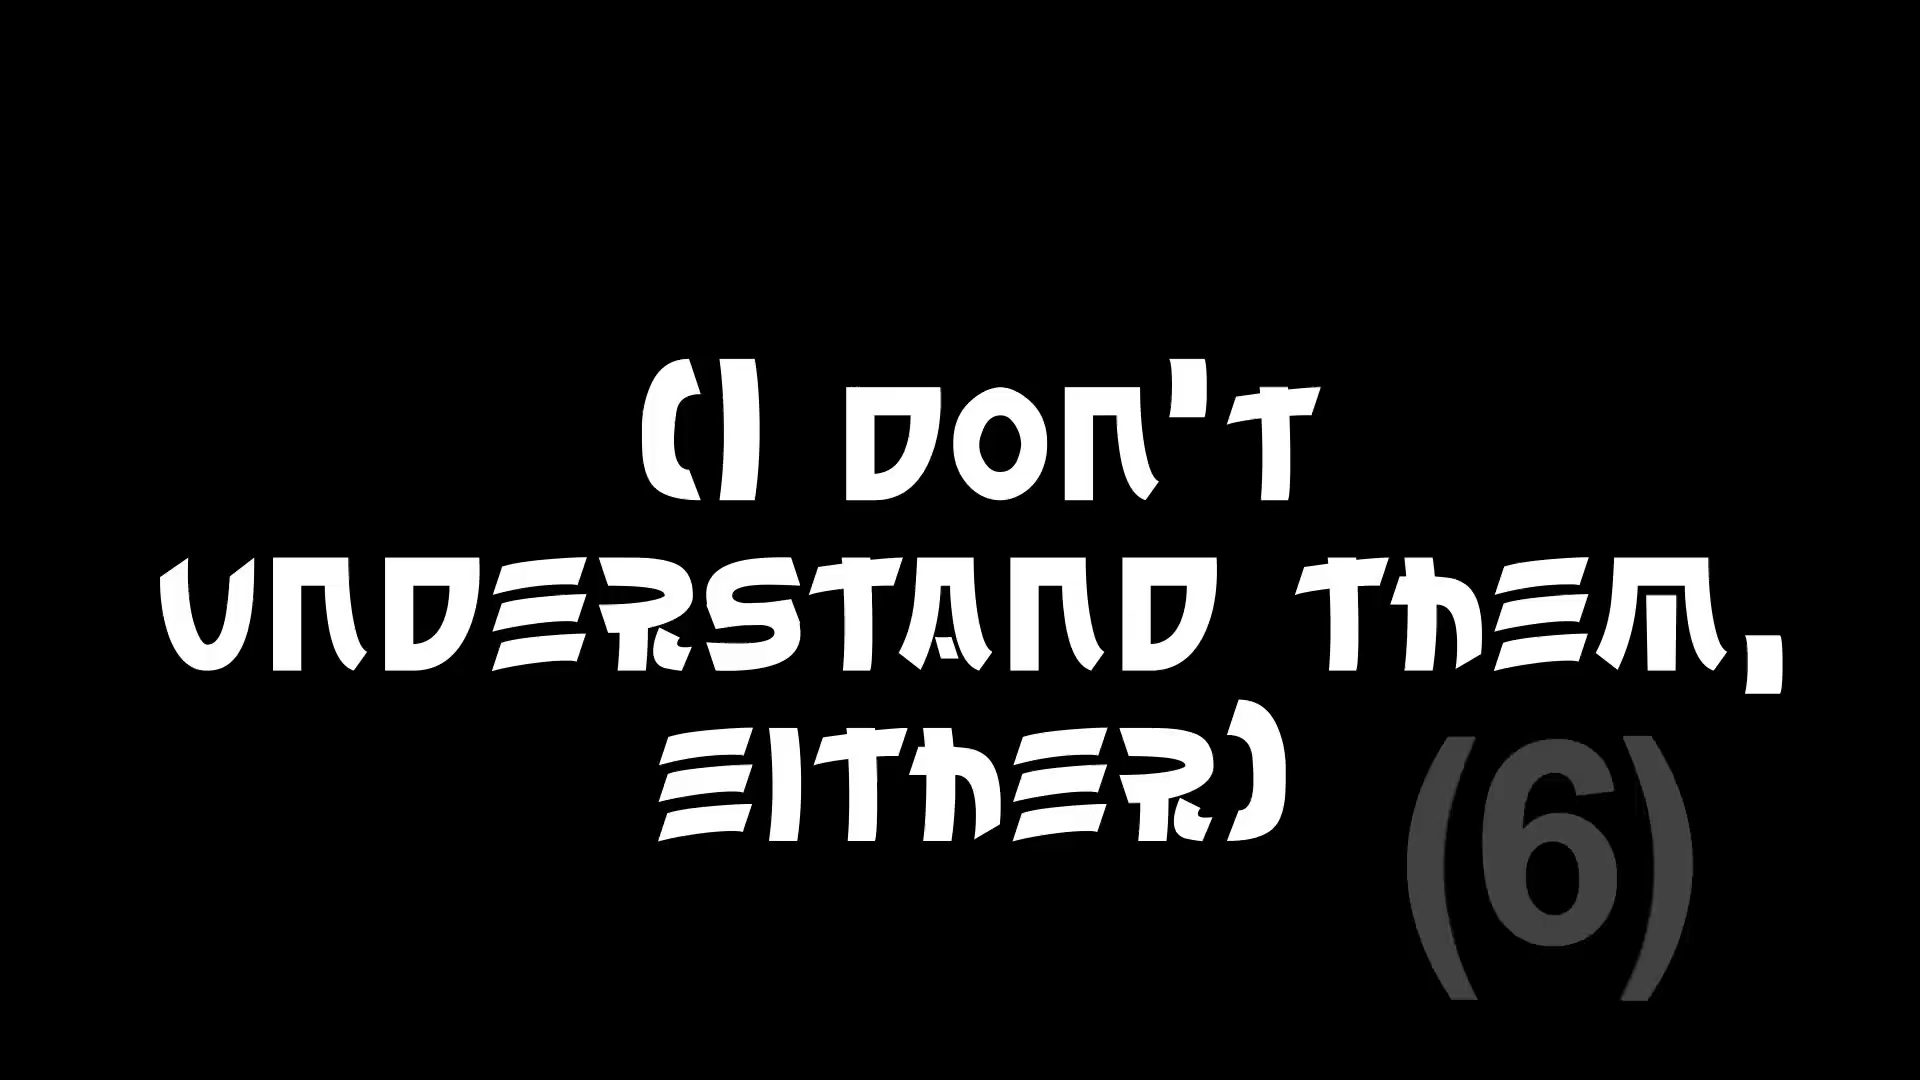 (I DON'T
UNDERSTAND THEM,
EITHER)
(6)